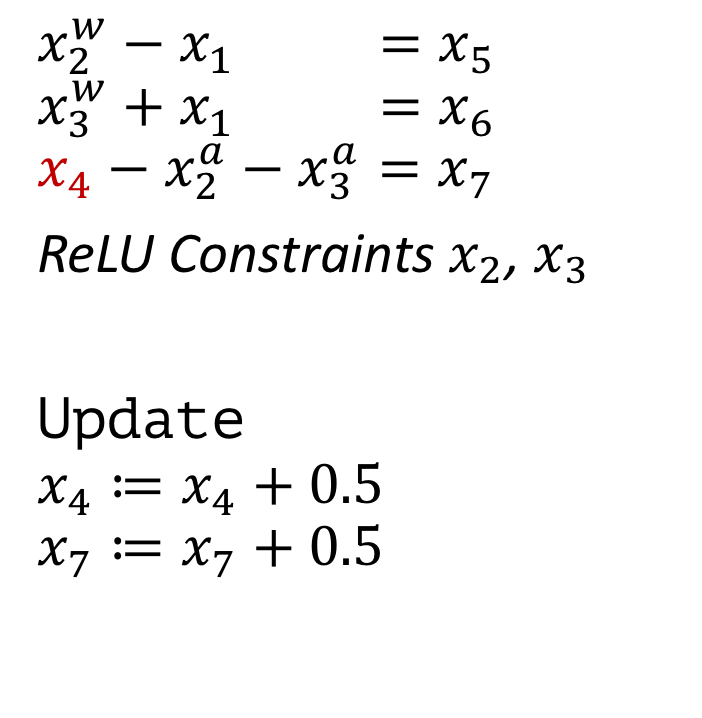 𝑥₂ʷ − 𝑥₁ = 𝑥₅
𝑥₃ʷ + 𝑥₁ = 𝑥₆
𝑥₄ − 𝑥₂ᵃ − 𝑥₃ᵃ = 𝑥₇
ReLU Constraints 𝑥₂, 𝑥₃
Update
𝑥₄ ≔ 𝑥₄ + 0.5
𝑥₇ ≔ 𝑥₇ + 0.5